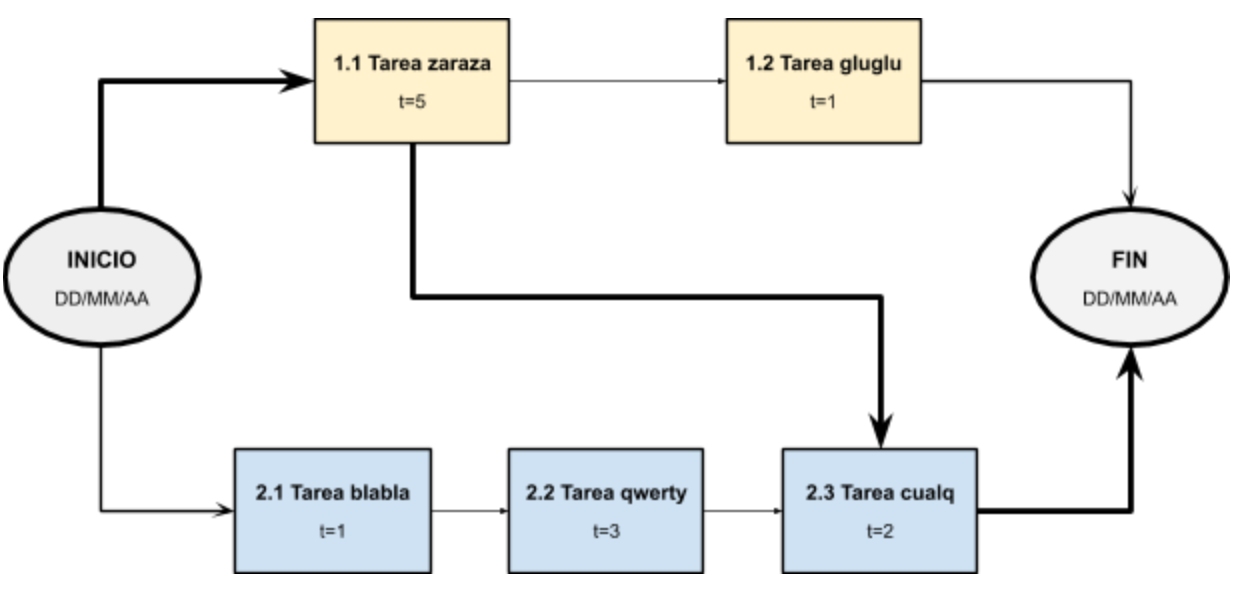 1.1 Tarea zaraza
t=5
1.2 Tarea gluglu
t=1
INICIO
DD/MM/AA
FIN
DD/MM/AA
2.1 Tarea blabla
t=1
2.2 Tarea qwerty
t=3
2.3 Tarea cualq
t=2